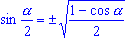 sin α/2 = ±√((1 − cos α)/2)